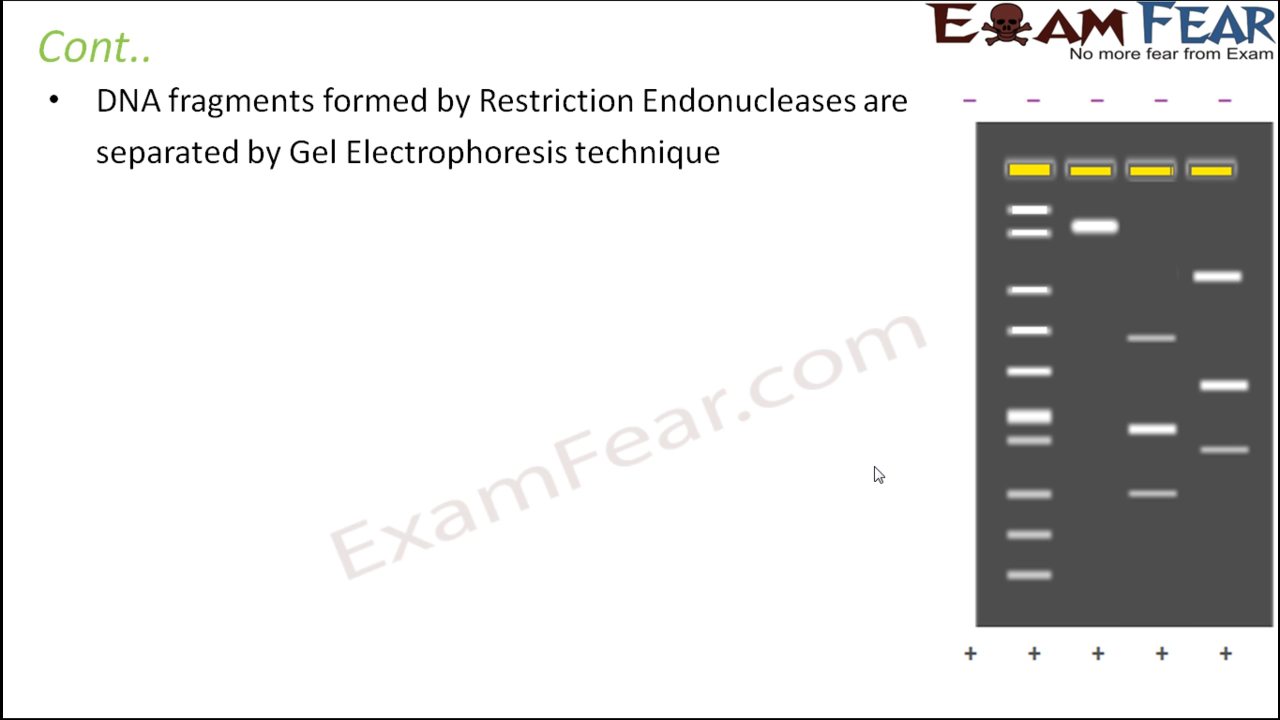 Cont..
EXAM FEAR
No more fear from Exam
• DNA fragments formed by Restriction Endonucleases are
separated by Gel Electrophoresis technique
– – – – –
ExamFear.com
+ + + + +